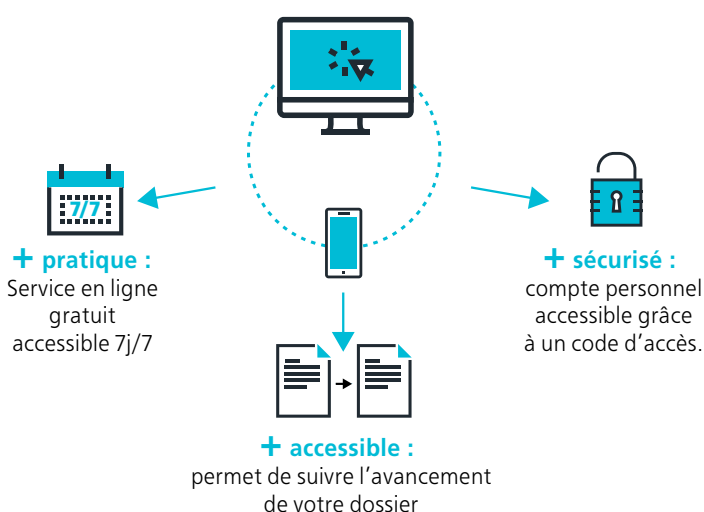 7/7
+ pratique :
Service en ligne
gratuit
accessible 7j/7
+ sécurisé :
compte personnel
accessible grâce
à un code d’accès.
+ accessible :
permet de suivre l’avancement
de votre dossier